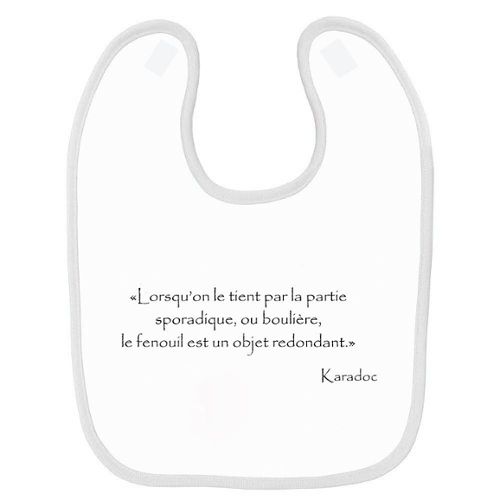 «Lorsqu'on le tient par la partie
sporadique, ou boulière,
le fenouil est un objet redondant.»
Karadoc